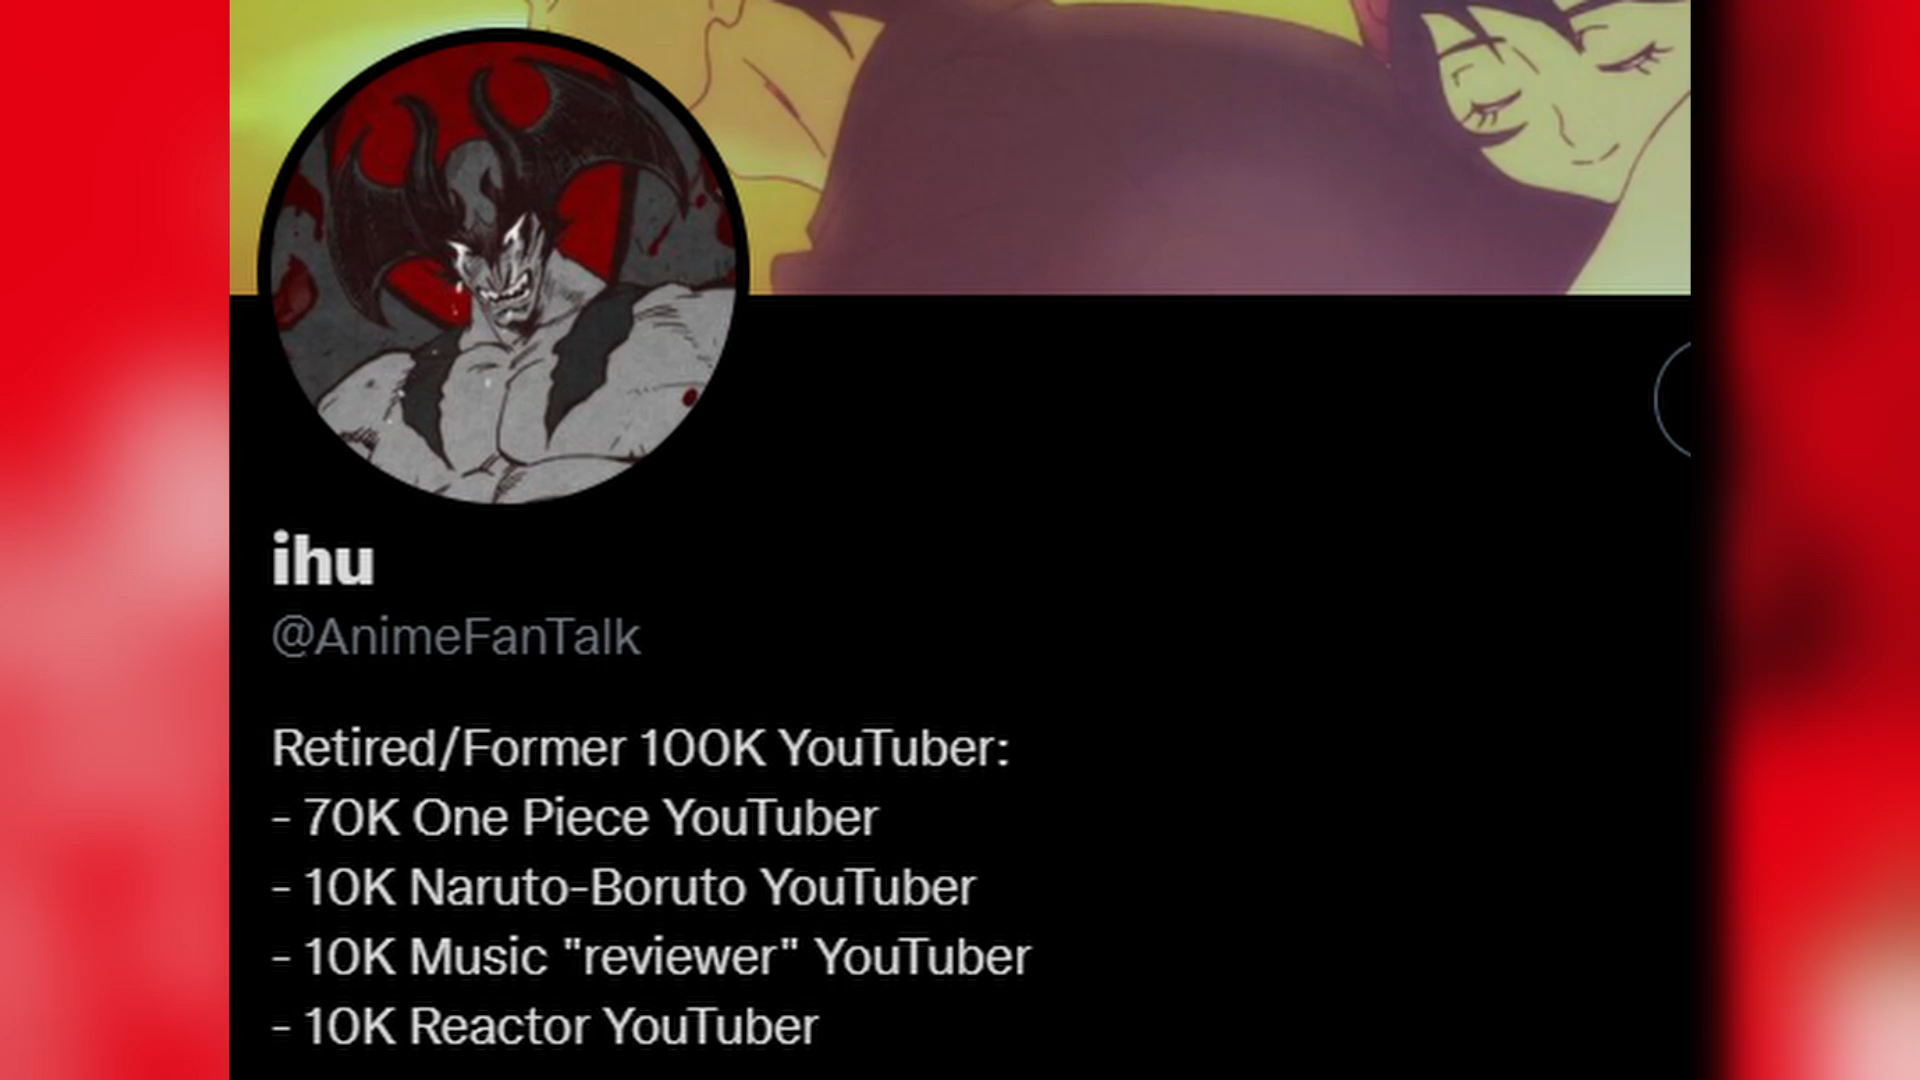 ihu
@AnimeFanTalk
Retired/Former 100K YouTuber:
- 70K One Piece YouTuber
- 10K Naruto-Boruto YouTuber
- 10K Music "reviewer" YouTuber
- 10K Reactor YouTuber